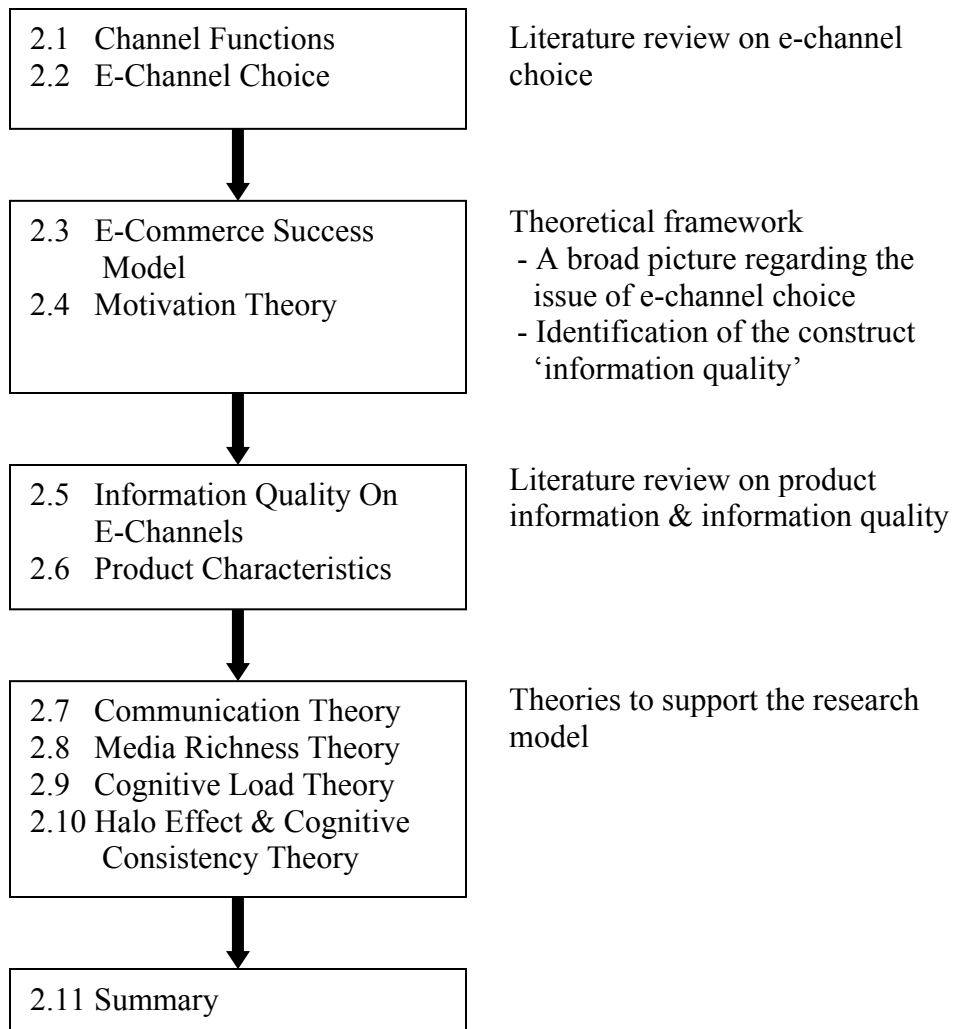 2.1 Channel Functions
2.2 E-Channel Choice
Literature review on e-channel
choice
2.3 E-Commerce Success
Model
2.4 Motivation Theory
Theoretical framework
- A broad picture regarding the
issue of e-channel choice
- Identification of the construct
‘information quality’
2.5 Information Quality On
E-Channels
2.6 Product Characteristics
Literature review on product
information & information quality
2.7 Communication Theory
2.8 Media Richness Theory
2.9 Cognitive Load Theory
2.10 Halo Effect & Cognitive
Consistency Theory
Theories to support the research
model
2.11 Summary